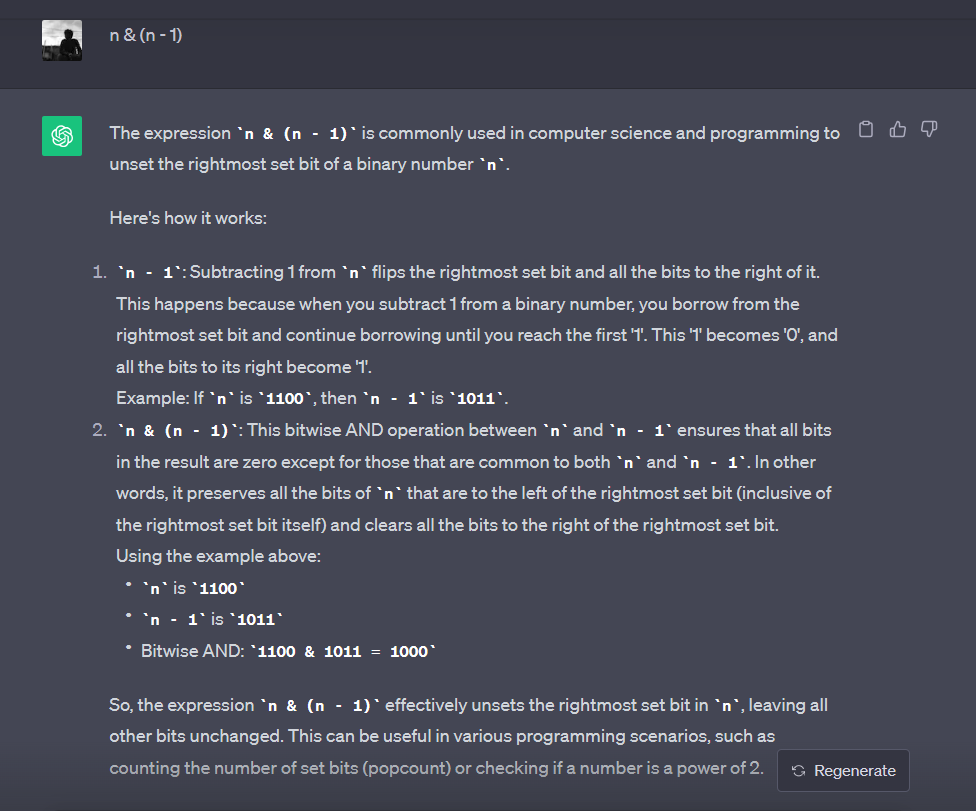 n & (n - 1)
The expression `n & (n - 1)` is commonly used in computer science and programming to
unset the rightmost set bit of a binary number `n`.
Here's how it works:
1. `n - 1`: Subtracting 1 from `n` flips the rightmost set bit and all the bits to the right of it.
This happens because when you subtract 1 from a binary number, you borrow from the
rightmost set bit and continue borrowing until you reach the first '1'. This '1' becomes '0', and
all the bits to its right become '1'.
Example: If `n` is `1100`, then `n - 1` is `1011`.
2. `n & (n - 1)`: This bitwise AND operation between `n` and `n - 1` ensures that all bits
in the result are zero except for those that are common to both `n` and `n - 1`. In other
words, it preserves all the bits of `n` that are to the left of the rightmost set bit (inclusive of
the rightmost set bit itself) and clears all the bits to the right of the rightmost set bit.
Using the example above:
• `n` is `1100`
• `n - 1` is `1011`
• Bitwise AND: `1100 & 1011 = 1000`
So, the expression `n & (n - 1)` effectively unsets the rightmost set bit in `n`, leaving all
other bits unchanged. This can be useful in various programming scenarios, such as
counting the number of set bits (popcount) or checking if a number is a power of 2.
Regenerate